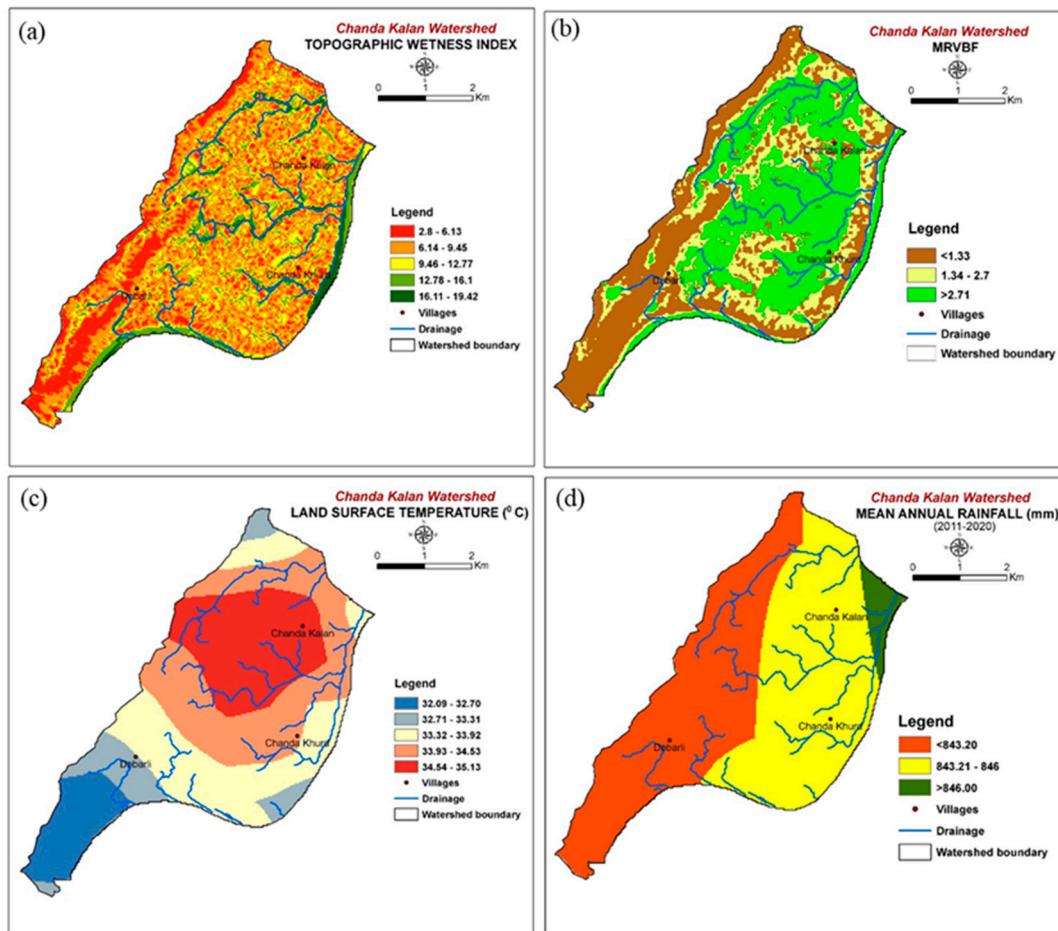 (a)
Chanda Kalan Watershed
TOPOGRAPHIC WETNESS INDEX
N
0 1 2
Km
Chanda Kalan
Chanda Khurd
Debarli
Legend
2.8 - 6.13
6.14 - 9.45
9.46 - 12.77
12.78 - 16.1
16.11 - 19.42
Villages
Drainage
Watershed boundary
(b)
Chanda Kalan Watershed
MRVBF
N
0 1 2
Km
Chanda Kalan
Chanda Khurd
Debarli
Legend
<1.33
1.34 - 2.7
>2.71
Villages
Drainage
Watershed boundary
(c)
Chanda Kalan Watershed
LAND SURFACE TEMPERATURE (⁰ C)
N
0 1 2
Km
Chanda Kalan
Chanda Khurd
Debarli
Legend
32.09 - 32.70
32.71 - 33.31
33.32 - 33.92
33.93 - 34.53
34.54 - 35.13
Villages
Drainage
Watershed boundary
(d)
Chanda Kalan Watershed
MEAN ANNUAL RAINFALL (mm)
(2011-2020)
N
0 1 2
Km
Chanda Kalan
Chanda Khurd
Debarli
Legend
<843.20
843.21 - 846
>846.00
Villages
Drainage
Watershed boundary